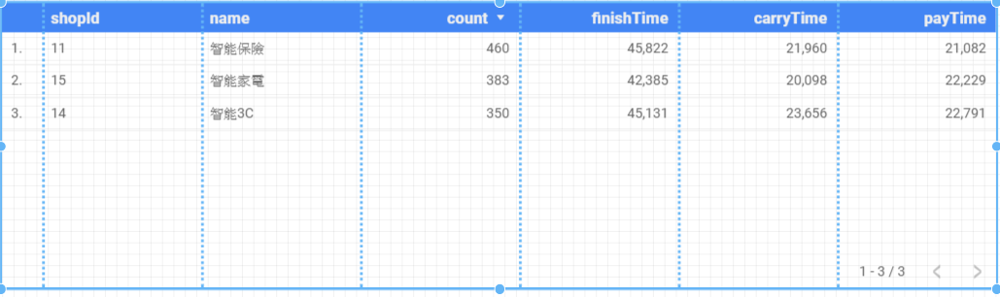 shopId name count finishTime carryTime payTime
1. 11 智能保險 460 45,822 21,960 21,082
2. 15 智能家電 383 42,385 20,098 22,229
3. 14 智能3C 350 45,131 23,656 22,791
1 - 3 / 3